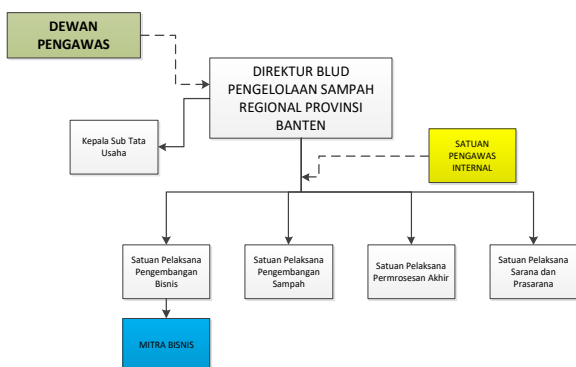 DEWAN
PENGAWAS
DIREKTUR BLUD
PENGELOLAAN SAMPAH
REGIONAL PROVINSI
BANTEN
Kepala Sub Tata
Usaha
SATUAN
PENGAWAS
INTERNAL
Satuan Pelaksana
Pengembangan
Bisnis
Satuan Pelaksana
Pengembangan
Sampah
Satuan Pelaksana
Permrosesan Akhir
Satuan Pelaksana
Sarana dan
Prasarana
MITRA BISNIS